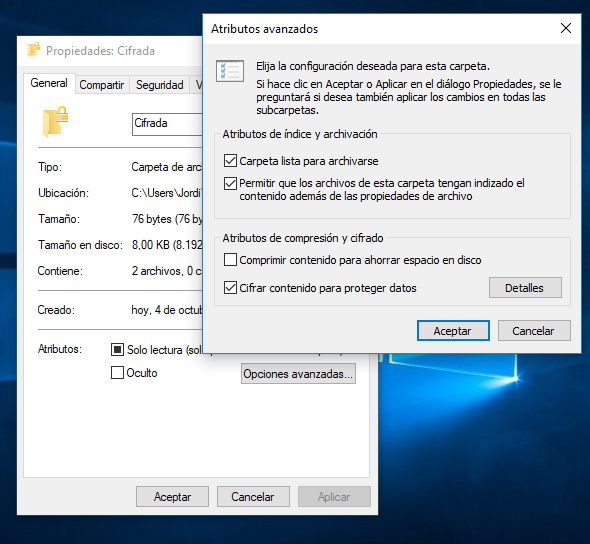 Propiedades: Cifrada
General
Compartir
Seguridad
Cifrada
Tipo:
Carpeta de
Ubicación:
C:\Users\Jordi
Tamaño:
76 bytes (76
Tamaño en disco:
8,00 KB (8.192
Contiene:
2 archivos, 0
Creado:
hoy, 4 de
Atributos:
Solo lectura
Oculto
Opciones avanzadas...
Aceptar
Cancelar
Aplicar
Atributos avanzados
Elija la configuración deseada para esta carpeta.
Si hace clic en Aceptar o Aplicar en el diálogo Propiedades, se le
preguntará si desea también aplicar los cambios en todas las
subcarpetas.
Atributos de índice y archivación
Carpeta lista para archivarse
Permitir que los archivos de esta carpeta tengan indizado el
contenido además de las propiedades de archivo
Atributos de compresión y cifrado
Comprimir contenido para ahorrar espacio en disco
Cifrar contenido para proteger datos
Detalles
Aceptar
Cancelar